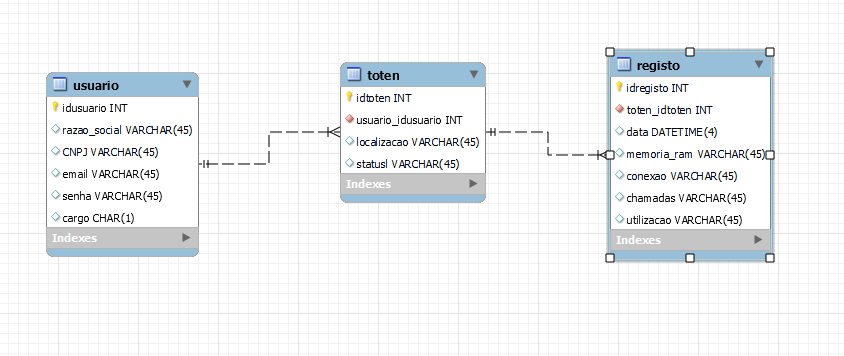 usuario
idusuario INT
razao_social VARCHAR(45)
CNPJ VARCHAR(45)
email VARCHAR(45)
senha VARCHAR(45)
cargo CHAR(1)
Indexes
toten
idtoten INT
usuario_idusuario INT
localizacao VARCHAR(45)
statusl VARCHAR(45)
Indexes
registo
idregisto INT
toten_idtoten INT
data DATETIME(4)
memoria_ram VARCHAR(45)
conexao VARCHAR(45)
chamadas VARCHAR(45)
utilizacao VARCHAR(45)
Indexes